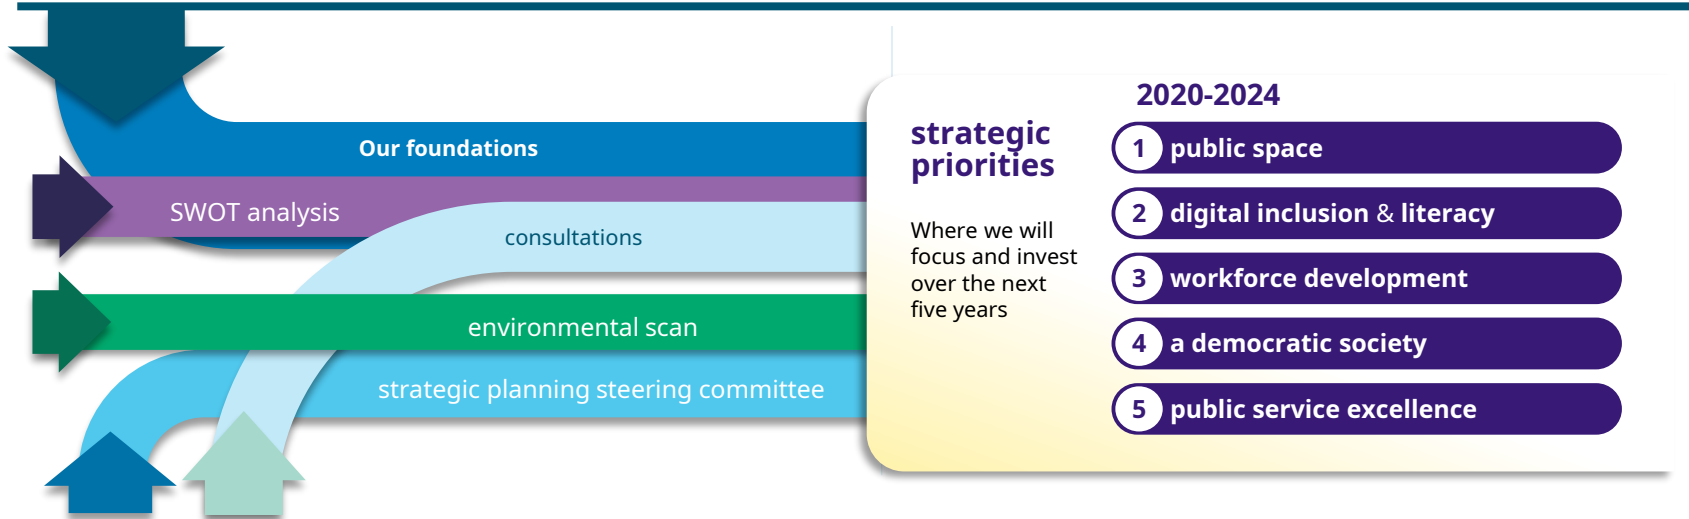 Our foundations
SWOT analysis
consultations
environmental scan
strategic planning steering committee
2020-2024
strategic
priorities
Where we will
focus and invest
over the next
five years
1 public space
2 digital inclusion & literacy
3 workforce development
4 a democratic society
5 public service excellence